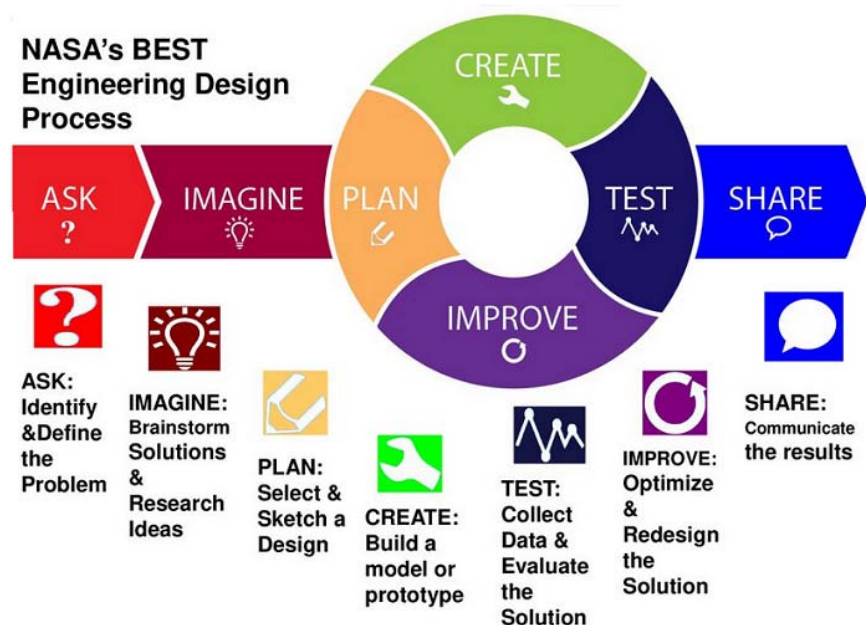 NASA's BEST
Engineering Design
Process
ASK
?
IMAGINE
PLAN
CREATE
TEST
IMPROVE
SHARE
?
ASK:
Identify
&Define
the
Problem
IMAGINE:
Brainstorm
Solutions
&
Research
Ideas
PLAN:
Select &
Sketch a
Design
CREATE:
Build a
model or
prototype
TEST:
Collect
Data &
Evaluate
the
Solution
IMPROVE:
Optimize
&
Redesign
the
Solution
SHARE:
Communicate
the results